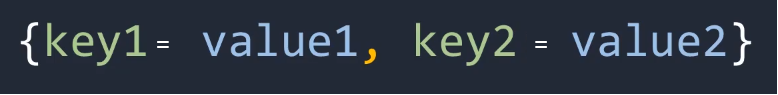 {key1= value1, key2 = value2}